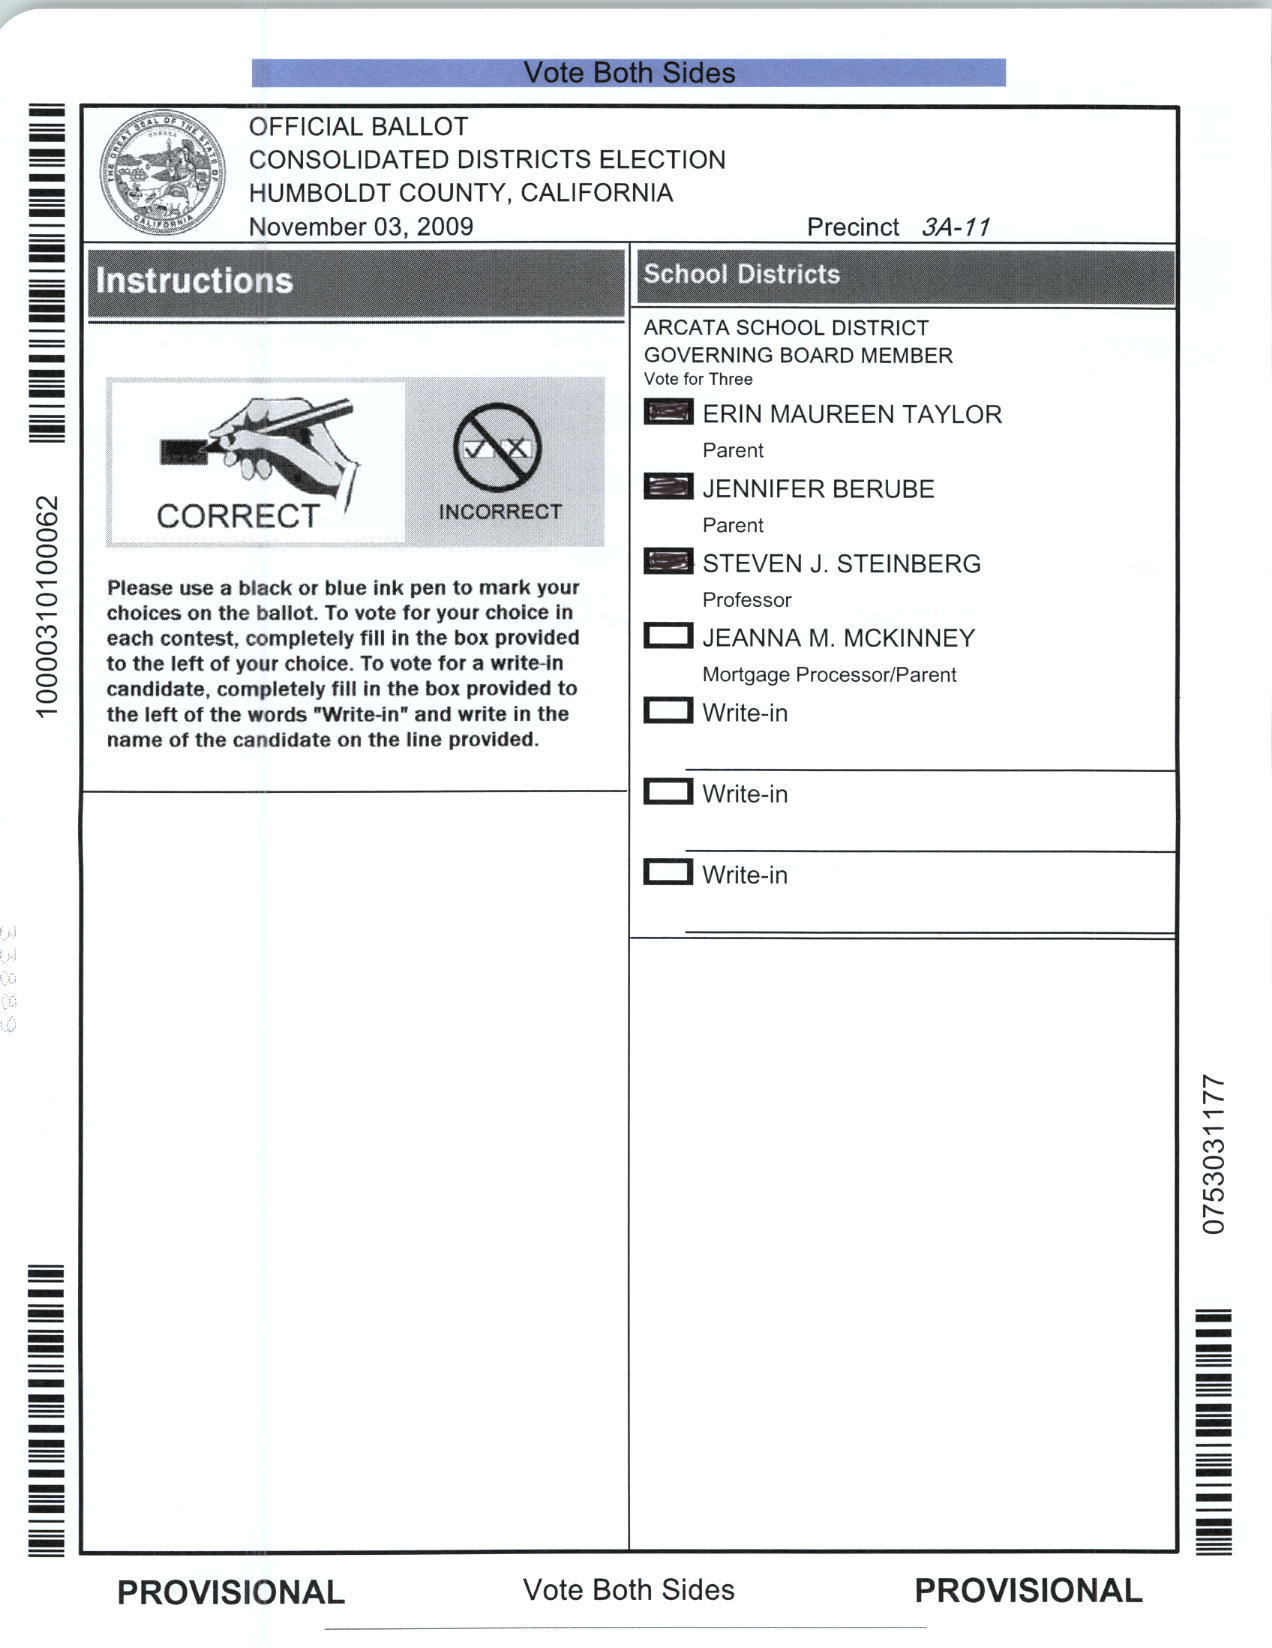 Vote Both Sides
OFFICIAL BALLOT
CONSOLIDATED DISTRICTS ELECTION
HUMBOLDT COUNTY, CALIFORNIA
November 03, 2009
Precinct 3A-11
THE GREAT SEAL OF THE STATE OF CALIFORNIA
EUREKA
Instructions
CORRECT
INCORRECT
Please use a black or blue ink pen to mark your
choices on the ballot. To vote for your choice in
each contest, completely fill in the box provided
to the left of your choice. To vote for a write-in
candidate, completely fill in the box provided to
the left of the words "Write-in" and write in the
name of the candidate on the line provided.
School Districts
ARCATA SCHOOL DISTRICT
GOVERNING BOARD MEMBER
Vote for Three
ERIN MAUREEN TAYLOR
Parent
JENNIFER BERUBE
Parent
STEVEN J. STEINBERG
Professor
JEANNA M. MCKINNEY
Mortgage Processor/Parent
Write-in
Write-in
Write-in
10000310100062
0753031177
PROVISIONAL
Vote Both Sides
PROVISIONAL